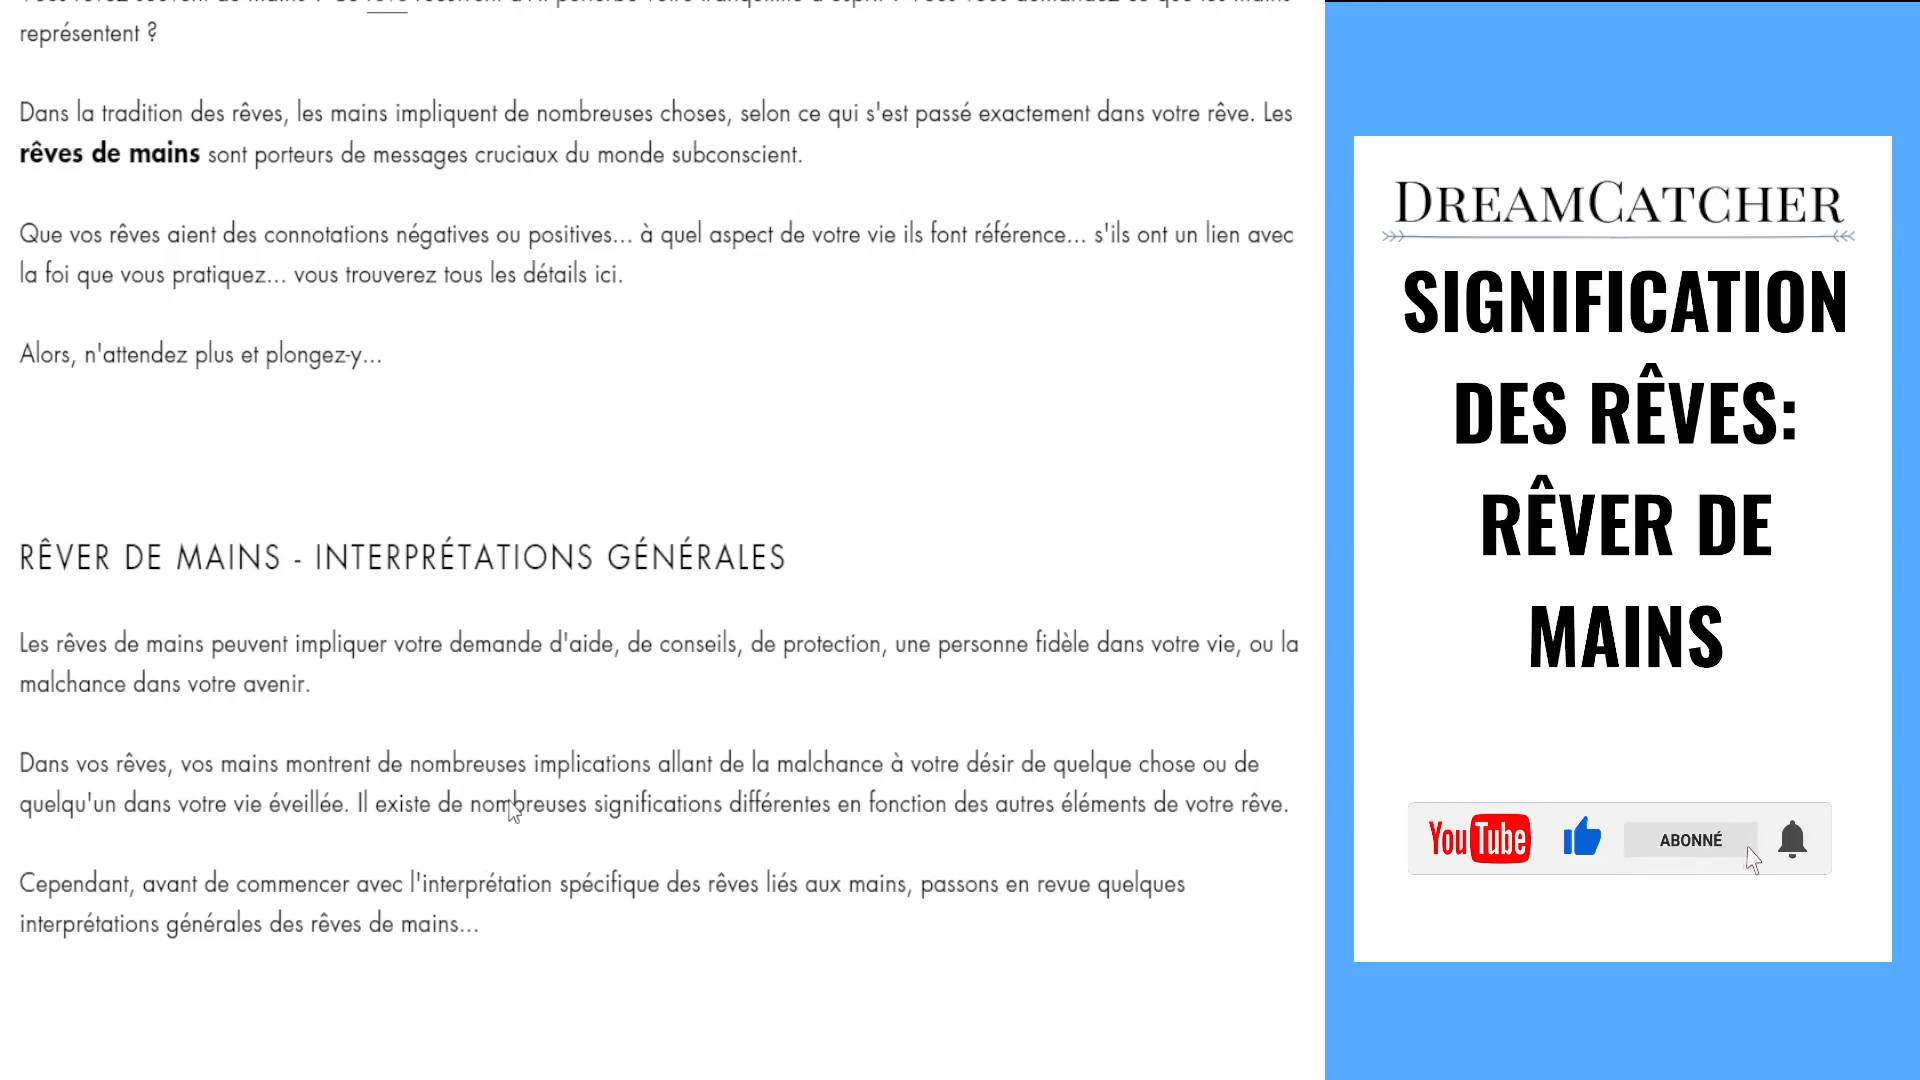 représentent ?
Dans la tradition des rêves, les mains impliquent de nombreuses choses, selon ce qui s'est passé exactement dans votre rêve. Les
rêves de mains sont porteurs de messages cruciaux du monde subconscient.
Que vos rêves aient des connotations négatives ou positives... à quel aspect de votre vie ils font référence... s'ils ont un lien avec
la foi que vous pratiquez... vous trouverez tous les détails ici.
Alors, n'attendez plus et plongez-y...
RÊVER DE MAINS - INTERPRÉTATIONS GÉNÉRALES
Les rêves de mains peuvent impliquer votre demande d'aide, de conseils, de protection, une personne fidèle dans votre vie, ou la
malchance dans votre avenir.
Dans vos rêves, vos mains montrent de nombreuses implications allant de la malchance à votre désir de quelque chose ou de
quelqu'un dans votre vie éveillée. Il existe de nombreuses significations différentes en fonction des autres éléments de votre rêve.
Cependant, avant de commencer avec l'interprétation spécifique des rêves liés aux mains, passons en revue quelques
interprétations générales des rêves de mains...
DREAMCATCHER
SIGNIFICATION
DES RÊVES:
RÊVER DE
MAINS
YouTube
ABONNÉ